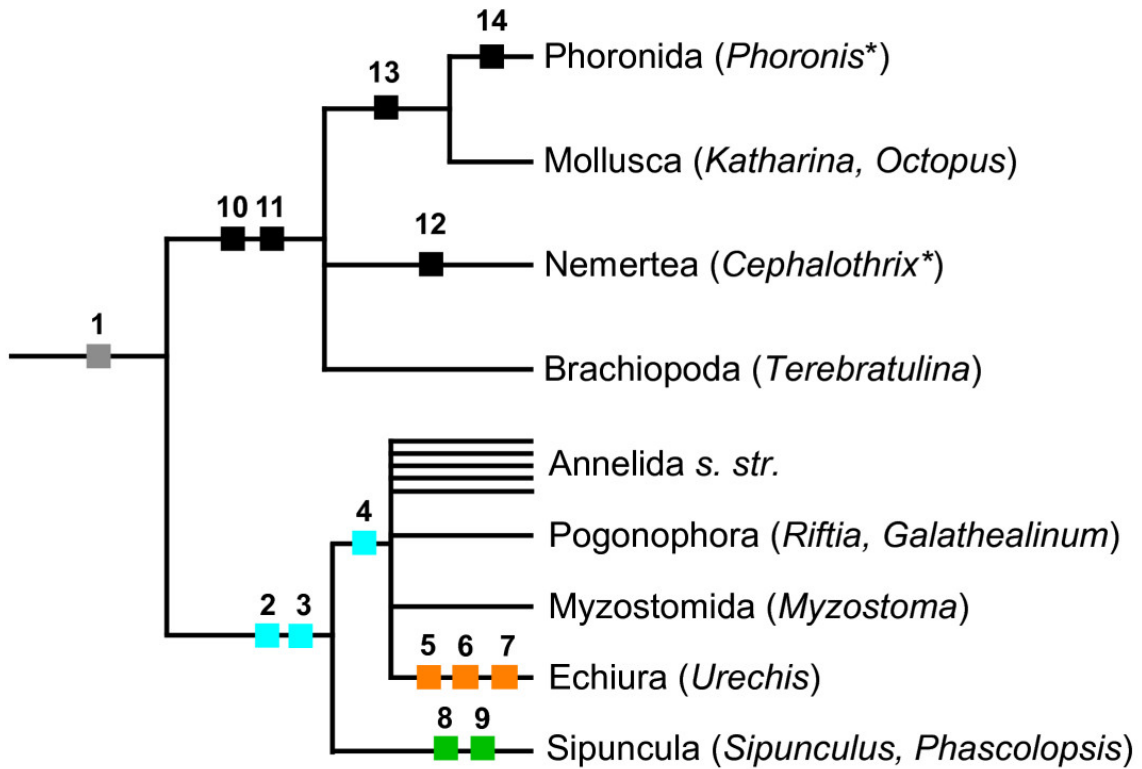 14
Phoronida (Phoronis*)
13
Mollusca (Katharina, Octopus)
10 11
12
Nemertea (Cephalothrix*)
1
Brachiopoda (Terebratulina)
Annelida s. str.
4
Pogonophora (Riftia, Galathealinum)
2 3
Myzostomida (Myzostoma)
5 6 7
Echiura (Urechis)
8 9
Sipuncula (Sipunculus, Phascolopsis)